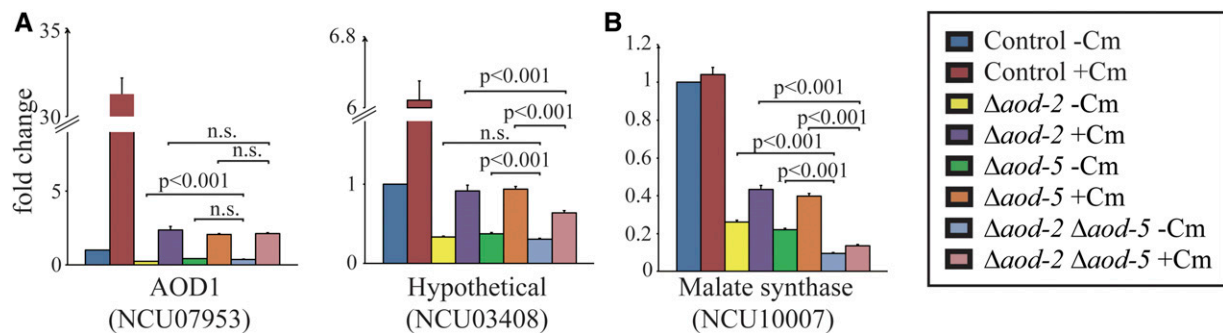 A
fold change
35
30
5
0
n.s.
n.s.
p<0.001
n.s.
AOD1
(NCU07953)
6.8
6
1
0
p<0.001
p<0.001
n.s.
p<0.001
Hypothetical
(NCU03408)
B
1.2
1
0.8
0.6
0.4
0.2
0
p<0.001
p<0.001
p<0.001
p<0.001
Malate synthase
(NCU10007)
Control -Cm
Control +Cm
Δaod-2 -Cm
Δaod-2 +Cm
Δaod-5 -Cm
Δaod-5 +Cm
Δaod-2 Δaod-5 -Cm
Δaod-2 Δaod-5 +Cm